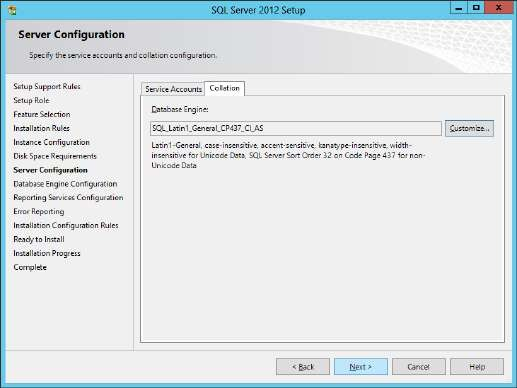 SQL Server 2012 Setup
Server Configuration
Specify the service accounts and collation configuration.
Setup Support Rules
Setup Role
Feature Selection
Installation Rules
Instance Configuration
Disk Space Requirements
Server Configuration
Database Engine Configuration
Reporting Services Configuration
Error Reporting
Installation Configuration Rules
Ready to Install
Installation Progress
Complete
Service Accounts Collation
Database Engine:
SQL_Latin1_General_CP437_CI_AS Customize...
Latin1-General, case-insensitive, accent-sensitive, kanatype-insensitive, width-
insensitive for Unicode Data, SQL Server Sort Order 32 on Code Page 437 for non-
Unicode Data
< Back Next > Cancel Help